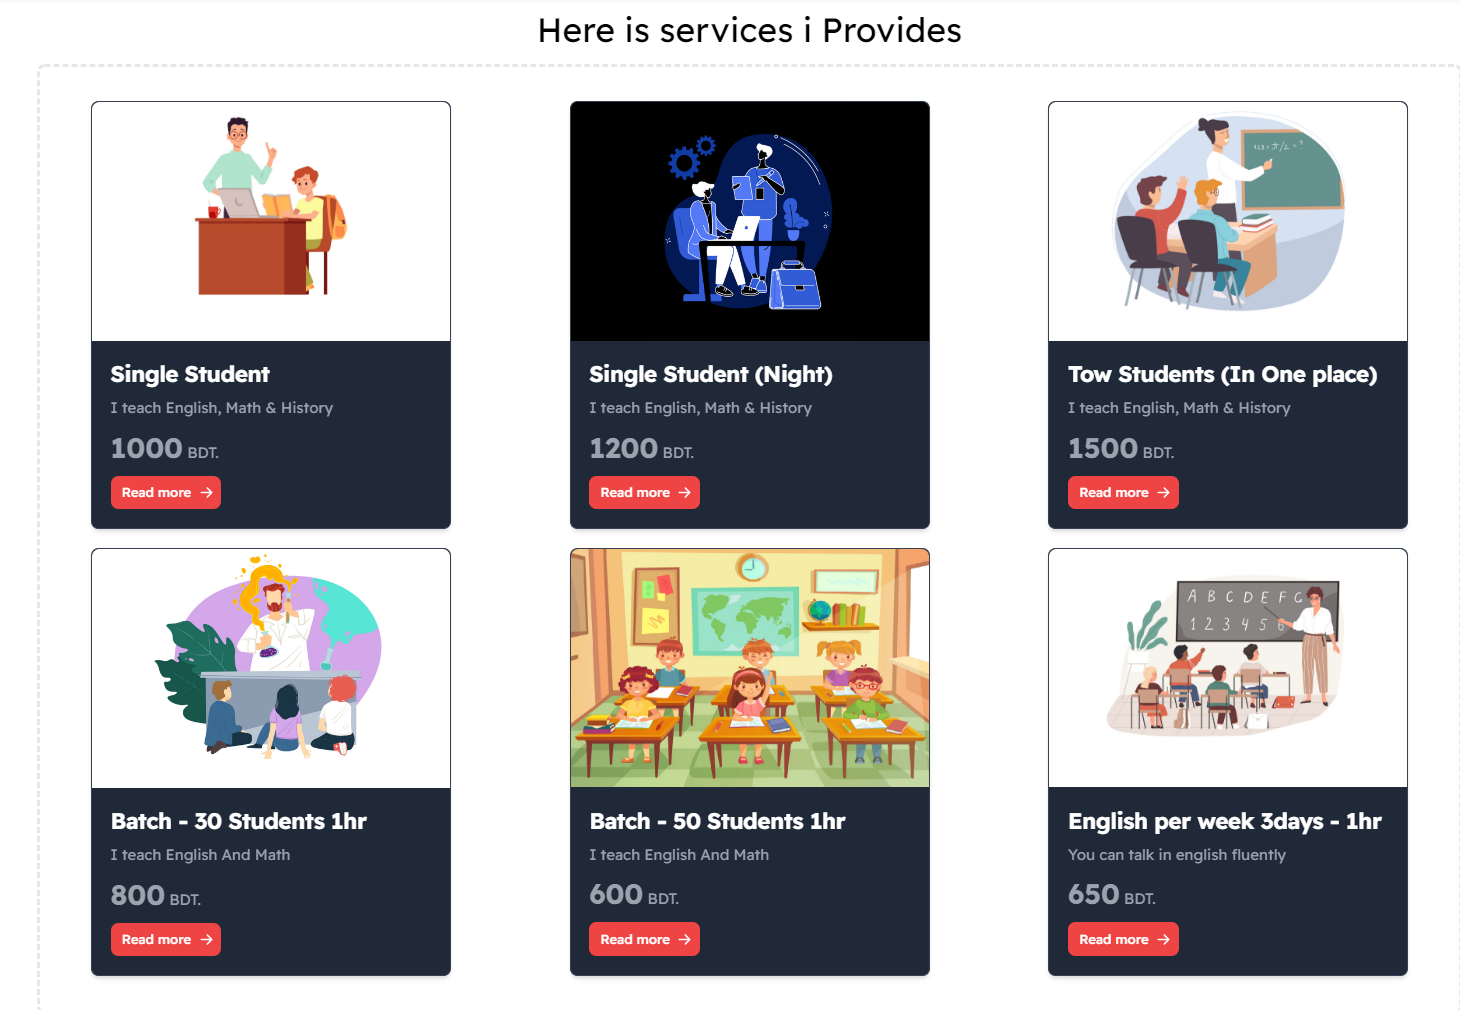 Here is services i Provides
Single Student
I teach English, Math & History
1000 BDT.
Read more →
Single Student (Night)
I teach English, Math & History
1200 BDT.
Read more →
Tow Students (In One place)
I teach English, Math & History
1500 BDT.
Read more →
A B C D E F G
1 2 3 4 5 6
Batch - 30 Students 1hr
I teach English And Math
800 BDT.
Read more →
Batch - 50 Students 1hr
I teach English And Math
600 BDT.
Read more →
English per week 3days - 1hr
You can talk in english fluently
650 BDT.
Read more →